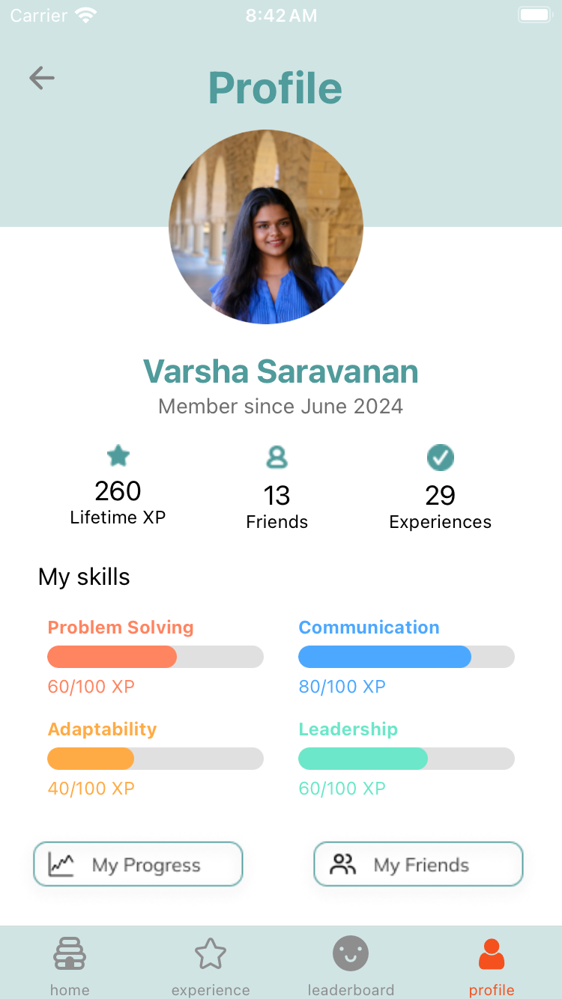 Carrier 8:42 AM
Profile
Varsha Saravanan
Member since June 2024
260 13 29
Lifetime XP Friends Experiences
My skills
Problem Solving Communication
60/100 XP 80/100 XP
Adaptability Leadership
40/100 XP 60/100 XP
My Progress My Friends
home experience leaderboard profile